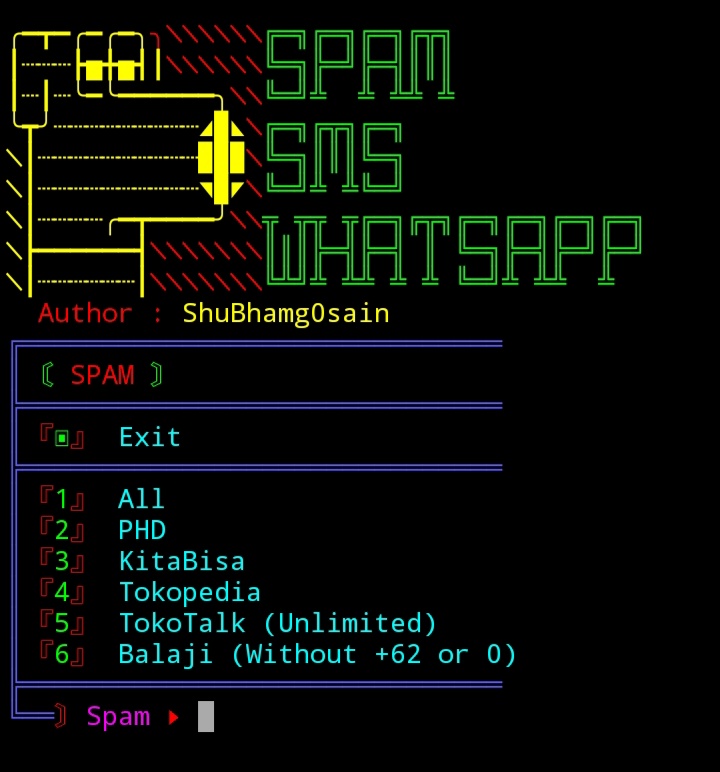 SPAM
SMS
WHATSAPP
Author : ShuBhamg0sain
〘 SPAM 〙
『▣』 Exit
『1』 All
『2』 PHD
『3』 KitaBisa
『4』 Tokopedia
『5』 TokoTalk (Unlimited)
『6』 Balaji (Without +62 or 0)
〙 Spam ▶